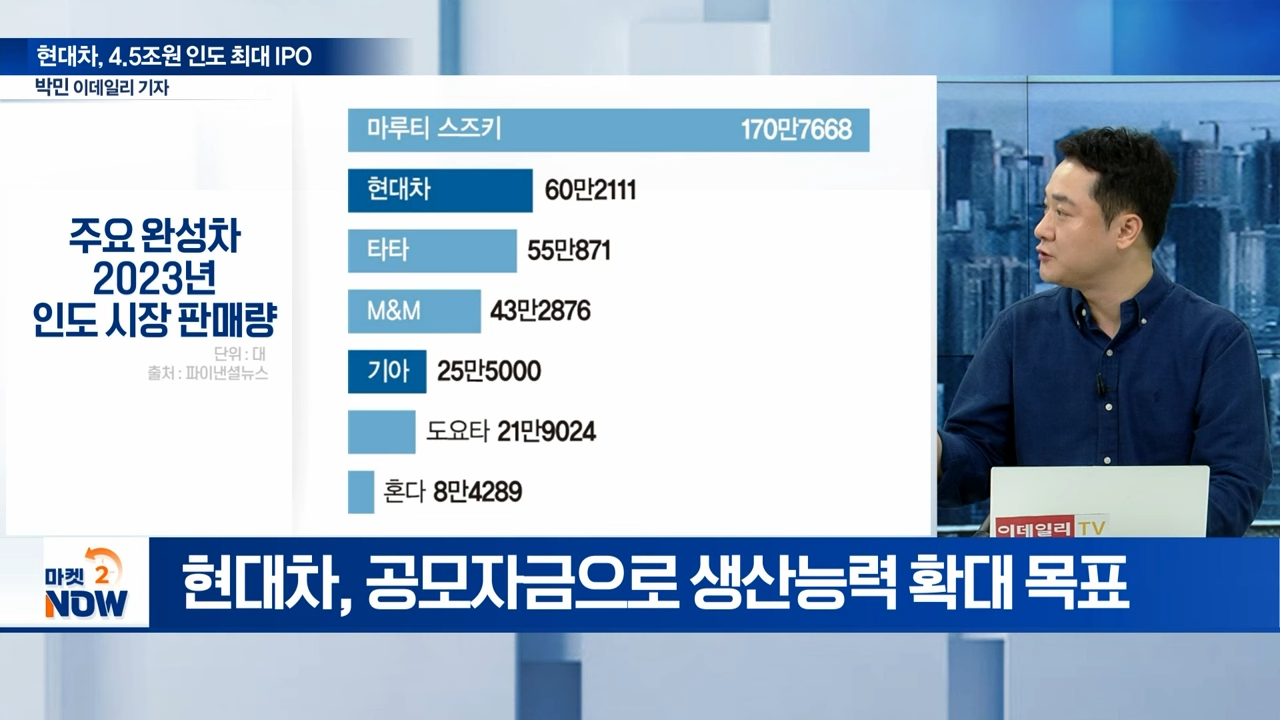 현대차, 4.5조원 인도 최대 IPO
박민 이데일리 기자
주요 완성차
2023년
인도 시장 판매량
단위 : 대
출처 : 파이낸셜뉴스
마루티 스즈키 170만7668
현대차 60만2111
타타 55만871
M&M 43만2876
기아 25만5000
도요타 21만9024
혼다 8만4289
이데일리 TV
마켓 2
NOW
현대차, 공모자금으로 생산능력 확대 목표